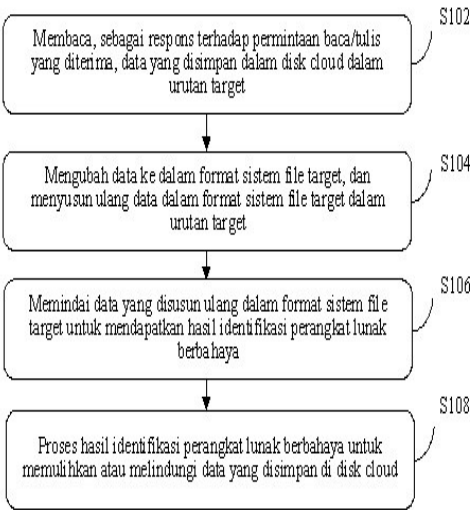 S102
Membaca, sebagai respons terhadap permintaan baca/tulis
yang diterima, data yang disimpan dalam disk cloud dalam
urutan target
S104
Mengubah data ke dalam format sistem file target, dan
menyusun ulang data dalam format sistem file target dalam
urutan target
S106
Memindai data yang disusun ulang dalam format sistem file
target untuk mendapatkan hasil identifikasi perangkat lunak
berbahaya
S108
Proses hasil identifikasi perangkat lunak berbahaya untuk
memulihkan atau melindungi data yang disimpan di disk cloud